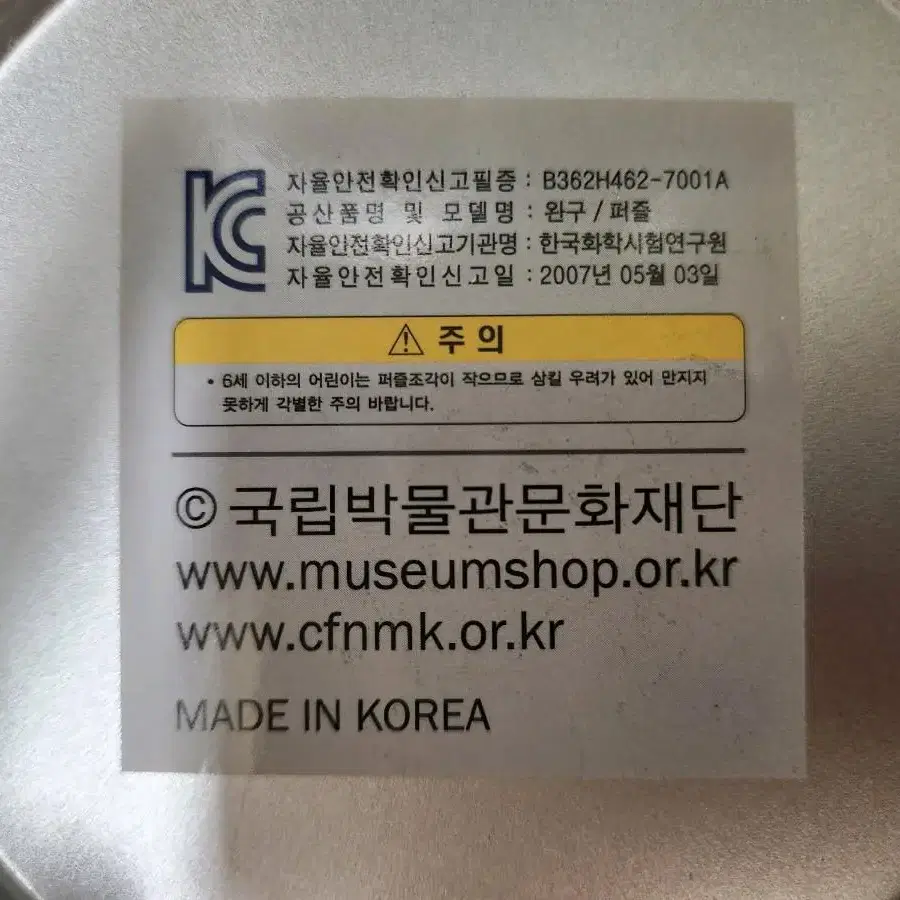 KC 자율안전확인신고필증 : B362H462-7001A
공산품명 및 모델명 : 완구 / 퍼즐
자율안전확인신고기관명 : 한국화학시험연구원
자율안전확인신고일 : 2007년 05월 03일
⚠ 주의
• 6세 이하의 어린이는 퍼즐조각이 작으므로 삼킬 우려가 있어 만지지
못하게 각별한 주의 바랍니다.
© 국립박물관문화재단
www.museumshop.or.kr
www.cfnmk.or.kr
MADE IN KOREA